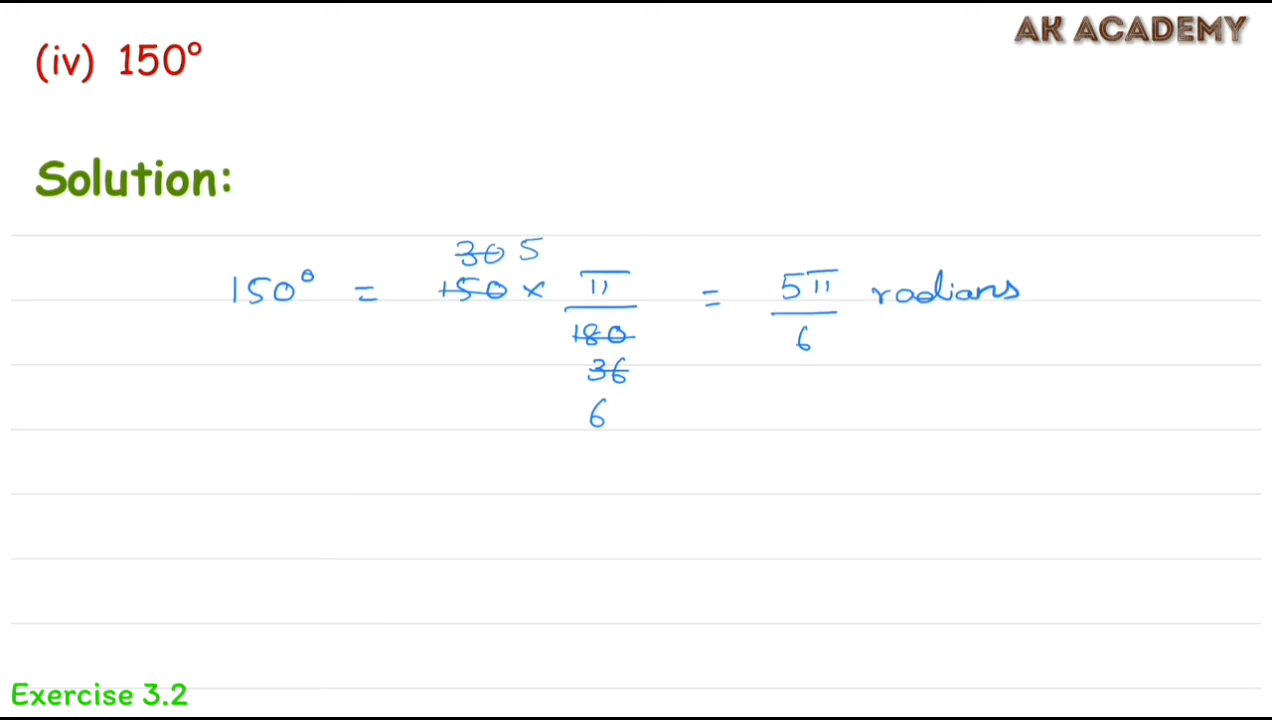 AK ACADEMY
(iv) 150°
Solution:
30 5
150° = 150 × π/180 = 5π/6 radians
36
6
Exercise 3.2